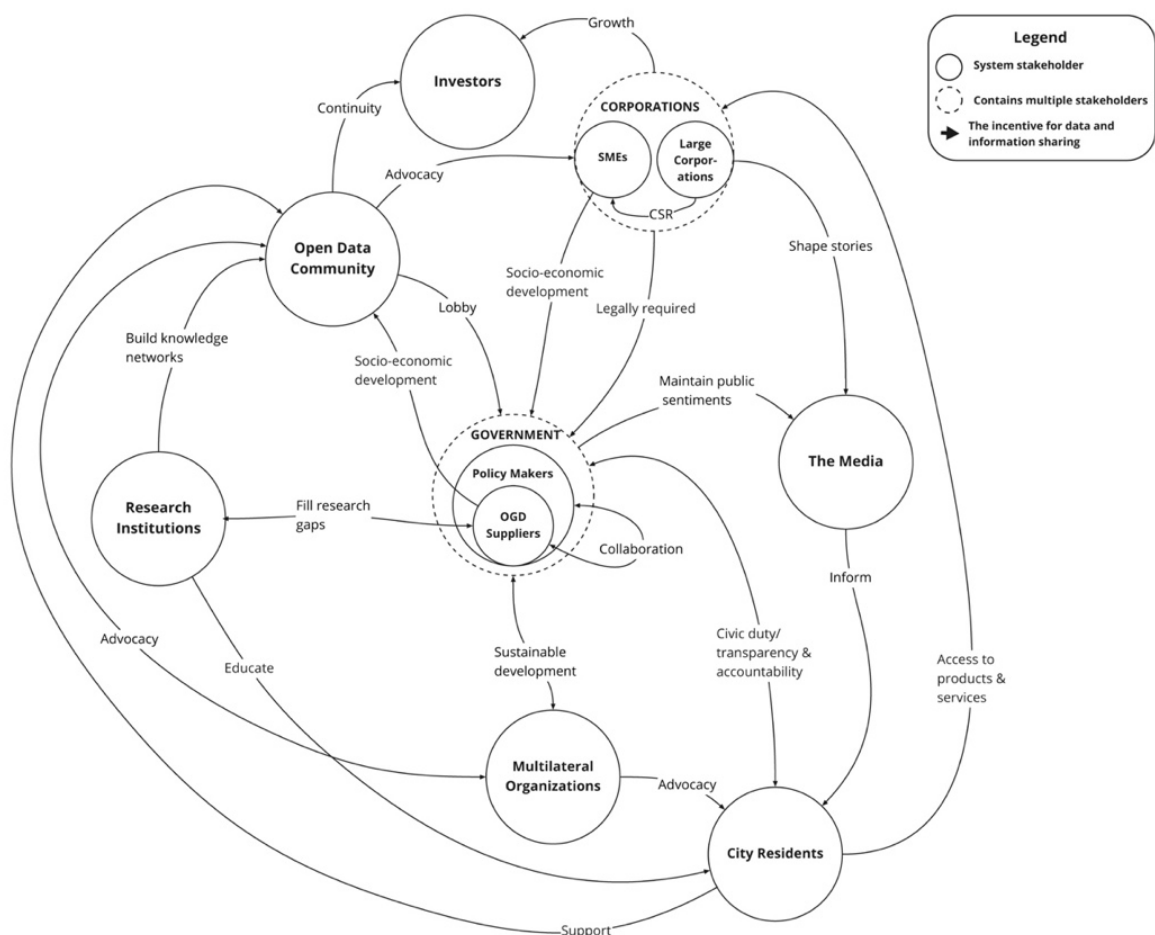 Growth
Legend
System stakeholder
Contains multiple stakeholders
The incentive for data and
information sharing
Investors
CORPORATIONS
Continuity
SMEs
Large
Corpor-
ations
Advocacy
CSR
Open Data
Community
Shape stories
Socio-economic
development
Lobby
Legally required
Build knowledge
networks
Socio-economic
development
Maintain public
sentiments
GOVERNMENT
Policy Makers
The Media
Research
Institutions
Fill research
gaps
OGD
Suppliers
Collaboration
Inform
Advocacy
Educate
Sustainable
development
Civic duty/
transparency &
accountability
Access to
products &
services
Multilateral
Organizations
Advocacy
City Residents
Support